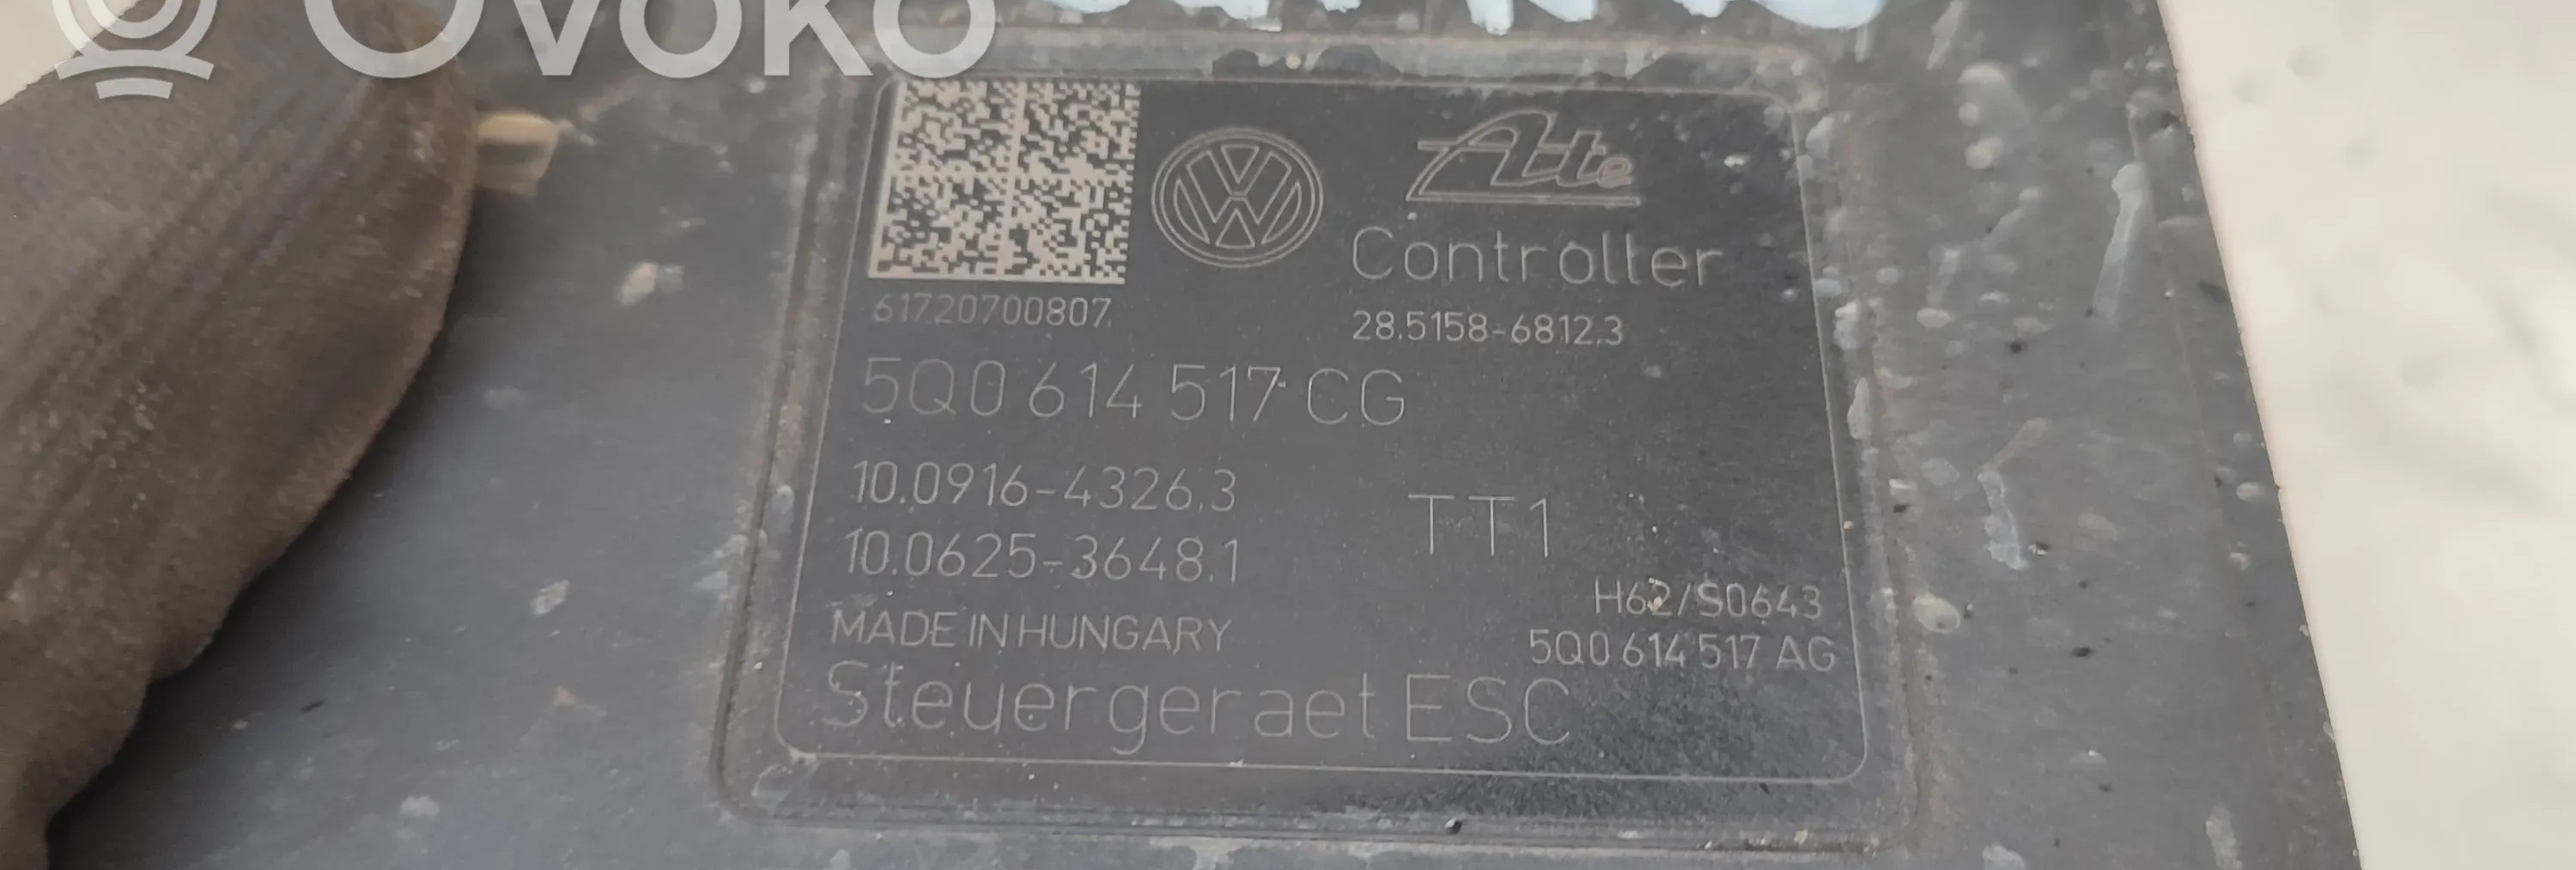 Ovoko
Ate
Controller
61720700807
28.5158-6812.3
5Q0 614 517 CG
10.0916-4326.3
10.0625-3648.1
TT1
H62/S0643
MADE IN HUNGARY
5Q0 614 517 AG
Steuergeraet ESC